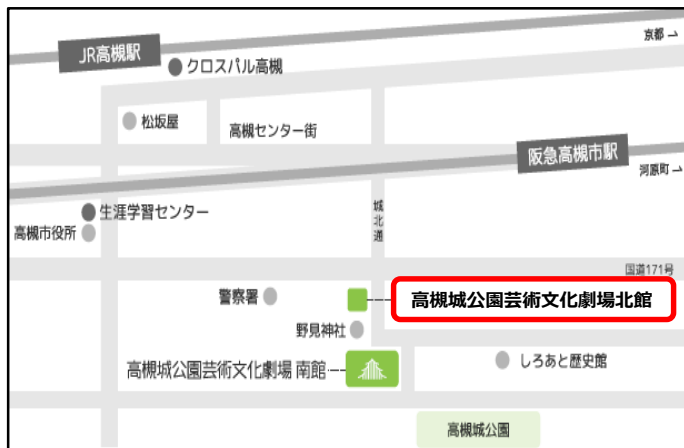 京都→
JR高槻駅
クロスパル高槻
松坂屋
高槻センター街
阪急高槻市駅
河原町→
生涯学習センター
高槻市役所
城北通
国道171号
警察署
高槻城公園芸術文化劇場北館
野見神社
高槻城公園芸術文化劇場 南館
しろあと歴史館
高槻城公園